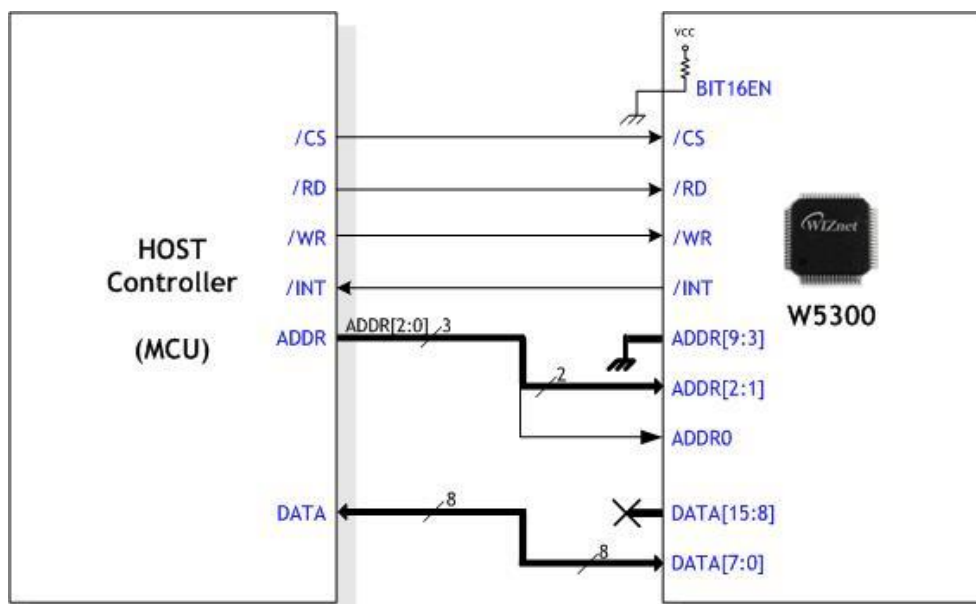 vcc
BIT16EN
/CS
/CS
/RD
/RD
/WR
/WR
HOST
Controller
(MCU)
WIZnet
W5300
/INT
/INT
ADDR
ADDR[2:0]
3
ADDR[9:3]
2
ADDR[2:1]
ADDR0
DATA
8
DATA[15:8]
8
DATA[7:0]